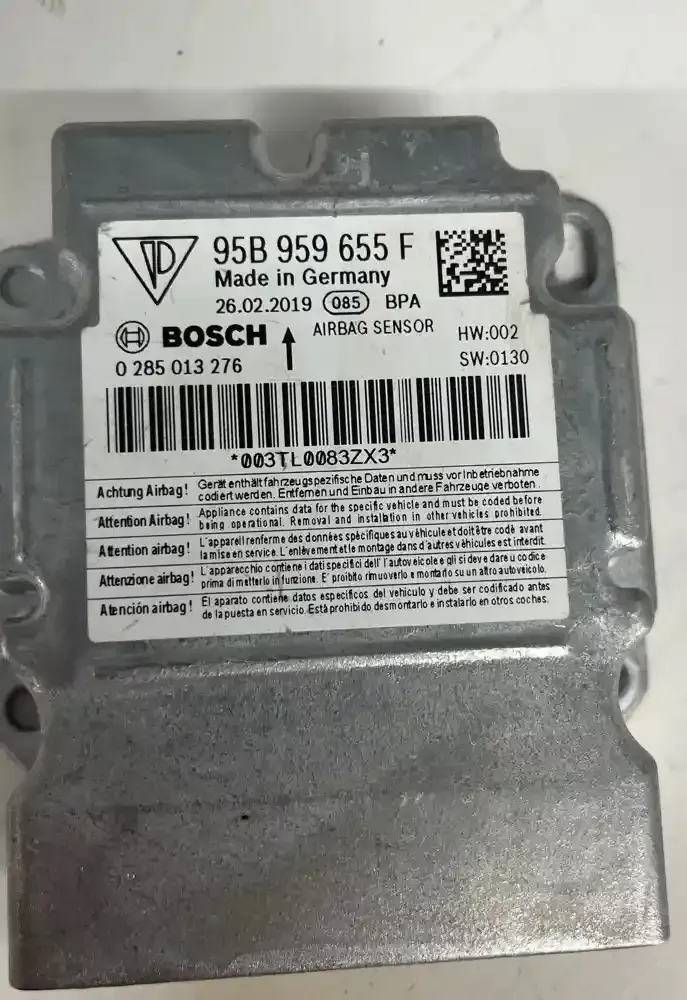 95B 959 655 F
Made in Germany
26.02.2019 085 BPA
BOSCH AIRBAG SENSOR HW:002
0 285 013 276 SW:0130
*003TL0083ZX3*
Achtung Airbag! Gerät enthält fahrzeugspezifische Daten und muss vor Inbetriebnahme
codiert werden. Entfernen und Einbau in andere Fahrzeuge verboten.
Attention Airbag! Appliance contains data for the specific vehicle and must be coded before
being operational. Removal and installation in other vehicles prohibited.
Attention airbag! L'appareil renferme des données spécifiques au véhicule et doit être codé avant
la mise en service. L'enlèvement et le montage dans d'autres véhicules est interdit.
Attenzione airbag! L'apparecchio contiene i dati specifici dell'l'autoveicolo e gli si deve dare u codice
prima di metterlo in funzione. E' proibito rimuoverlo e montarlo su un altro autoveicolo.
Atención airbag! El aparato contiene datos específicos del vehículo y debe ser codificado antes
de la puesta en servicio. Está prohibido desmontarlo e instalarlo en otros coches.